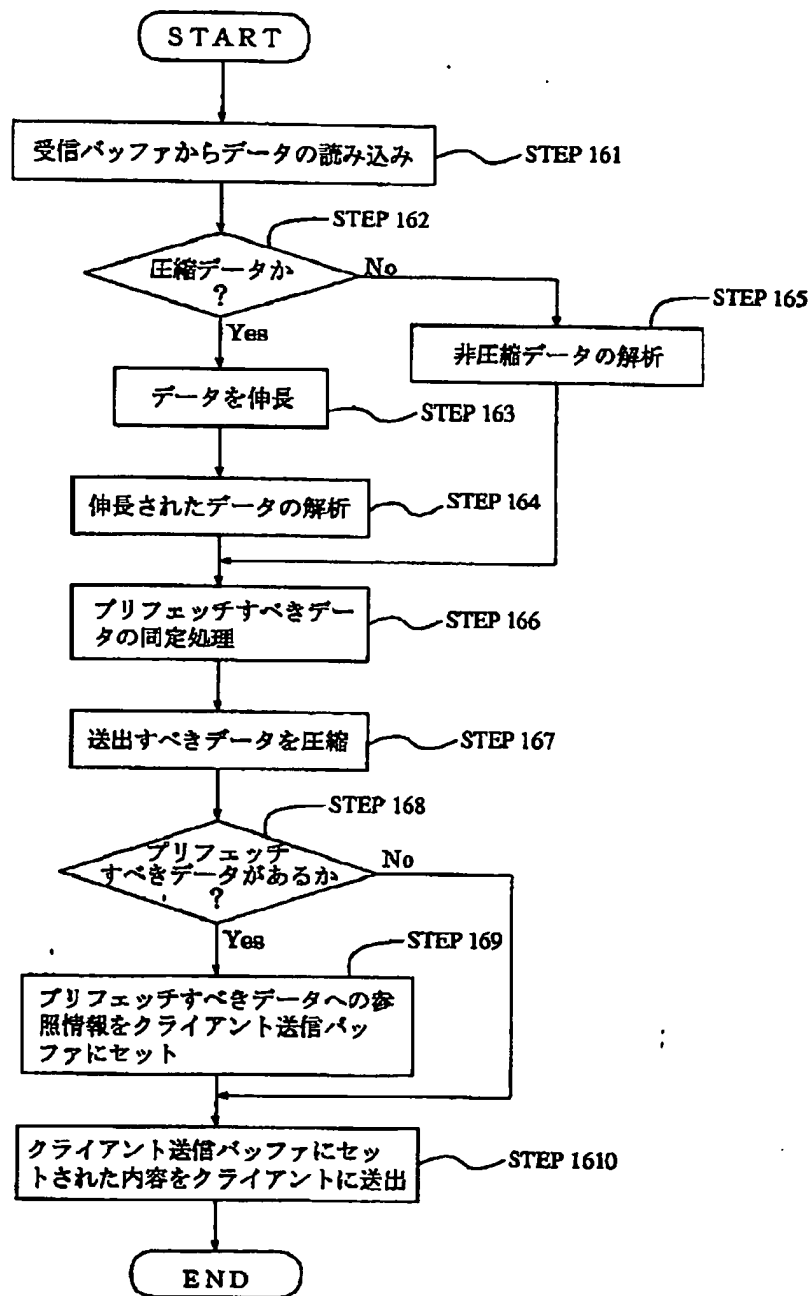 START
受信バッファからデータの読み込み
STEP 161
STEP 162
圧縮データか
?
No
Yes
STEP 165
非圧縮データの解析
データを伸長
STEP 163
伸長されたデータの解析
STEP 164
プリフェッチすべきデー
タの同定処理
STEP 166
送出すべきデータを圧縮
STEP 167
STEP 168
プリフェッチ
すべきデータがあるか
?
No
Yes
STEP 169
プリフェッチすべきデータへの参
照情報をクライアント送信バッ
ファにセット
クライアント送信バッファにセッ
トされた内容をクライアントに送出
STEP 1610
END